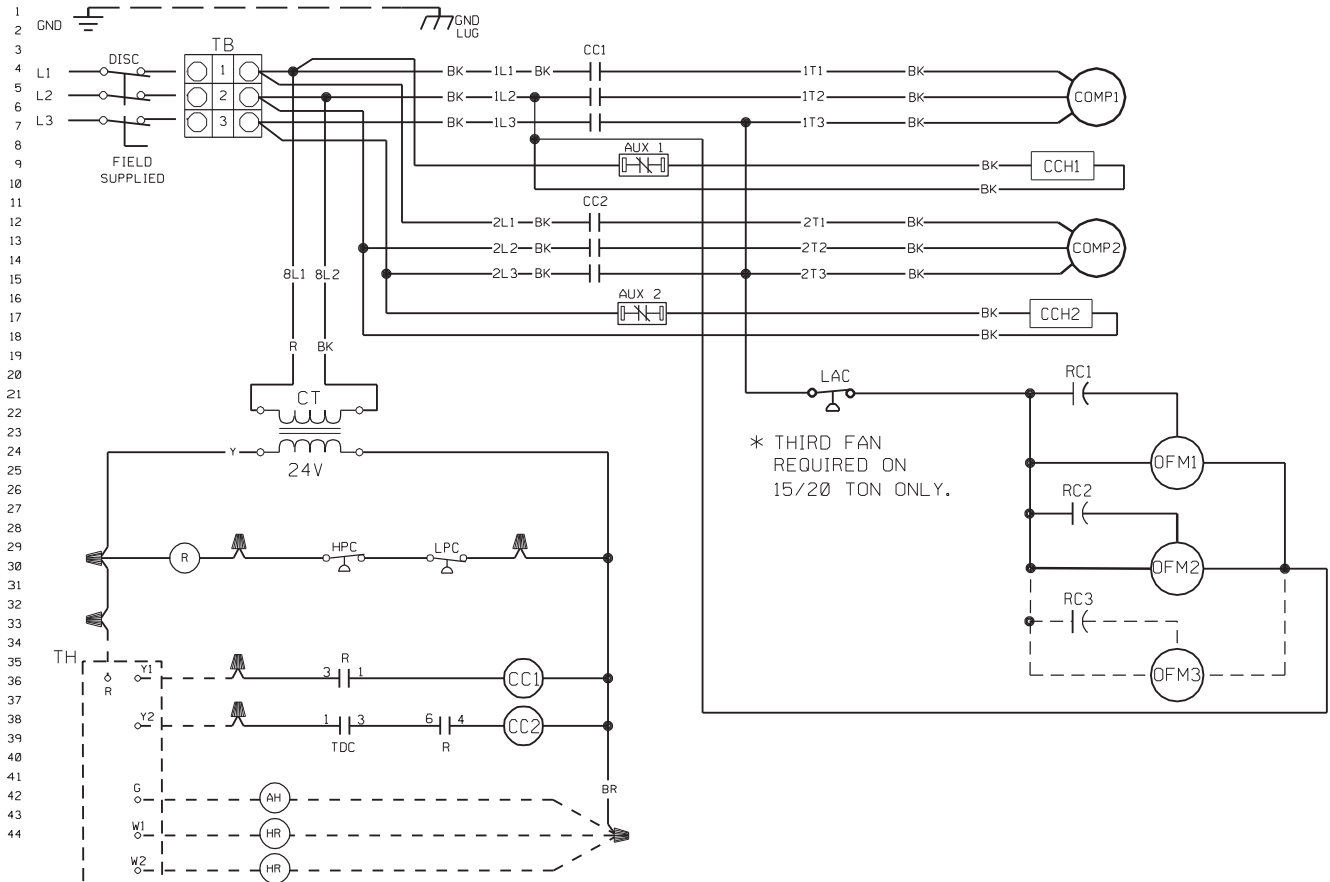 1
2 GND GND
LUG
3 TB CC1
DISC
4 L1 1 BK 1L1 BK 1T1 BK
5 L2 2 BK 1L2 1T2 BK COMP1
6
7 L3 3 BK 1L3 1T3 BK
8 AUX 1
9 FIELD BK CCH1
SUPPLIED
10 BK
11 CC2
12 2L1 BK 2T1 BK
13 2L2 BK 2T2 BK COMP2
14
15 8L1 8L2 2L3 BK 2T3 BK
16 AUX 2
17 BK CCH2
18 BK
19 R BK
20 LAC RC1
21 CT
22
23 * THIRD FAN
24 Y REQUIRED ON OFM1
25 24V 15/20 TON ONLY.
26 RC2
27
28
29 R HPC LPC
30 OFM2
31
32 RC3
33
34
35 TH Y1 R
36 R 3 1 CC1 OFM3
37
38 Y2 1 3 6 4 CC2
39 TDC R
40
41 BR
42 G AH
43
44 W1 HR
W2 HR